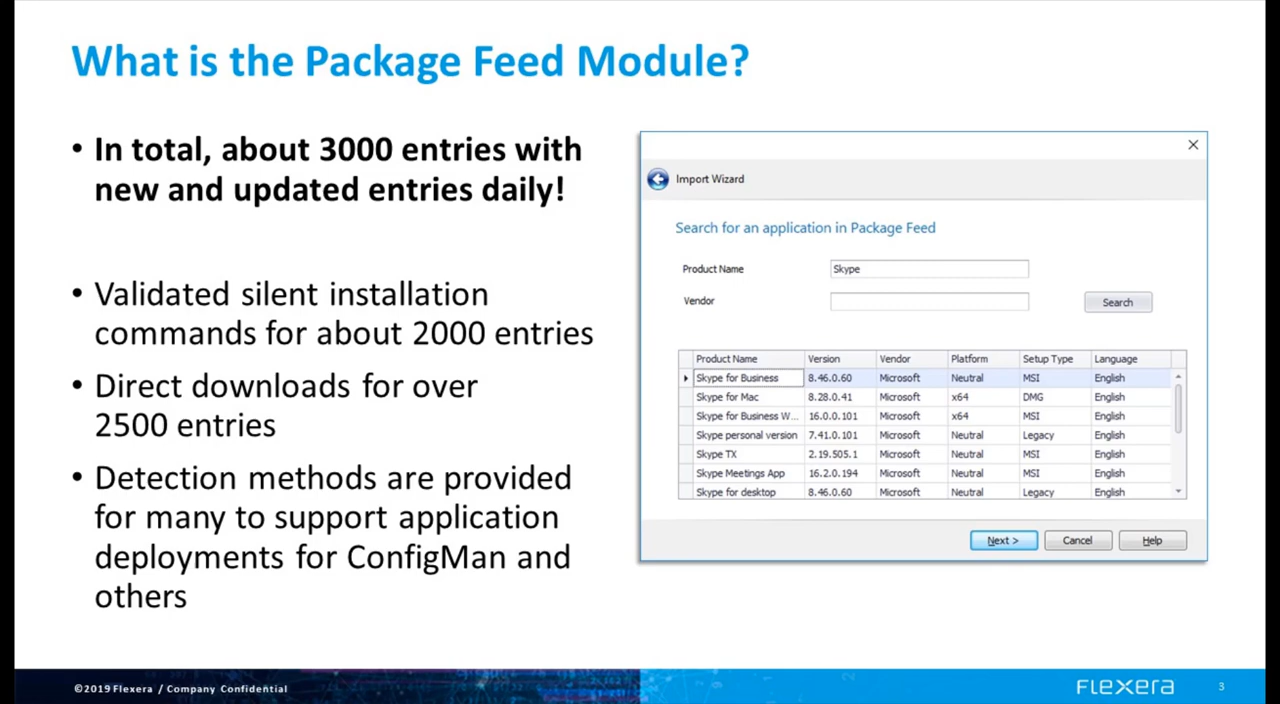 What is the Package Feed Module?
• In total, about 3000 entries with
new and updated entries daily!
• Validated silent installation
commands for about 2000 entries
• Direct downloads for over
2500 entries
• Detection methods are provided
for many to support application
deployments for ConfigMan and
others
Import Wizard
Search for an application in Package Feed
Product Name Skype
Vendor Search
Product Name Version Vendor Platform Setup Type Language
Skype for Business 8.46.0.60 Microsoft Neutral MSI English
Skype for Mac 8.28.0.41 Microsoft x64 DMG English
Skype for Business W... 16.0.0.101 Microsoft x64 MSI English
Skype personal version 7.41.0.101 Microsoft Neutral Legacy English
Skype TX 2.19.505.1 Microsoft Neutral MSI English
Skype Meetings App 16.2.0.194 Microsoft Neutral MSI English
Skype for desktop 8.46.0.60 Microsoft Neutral Legacy English
Next > Cancel Help
©2019 Flexera / Company Confidential
FLEXERA 3